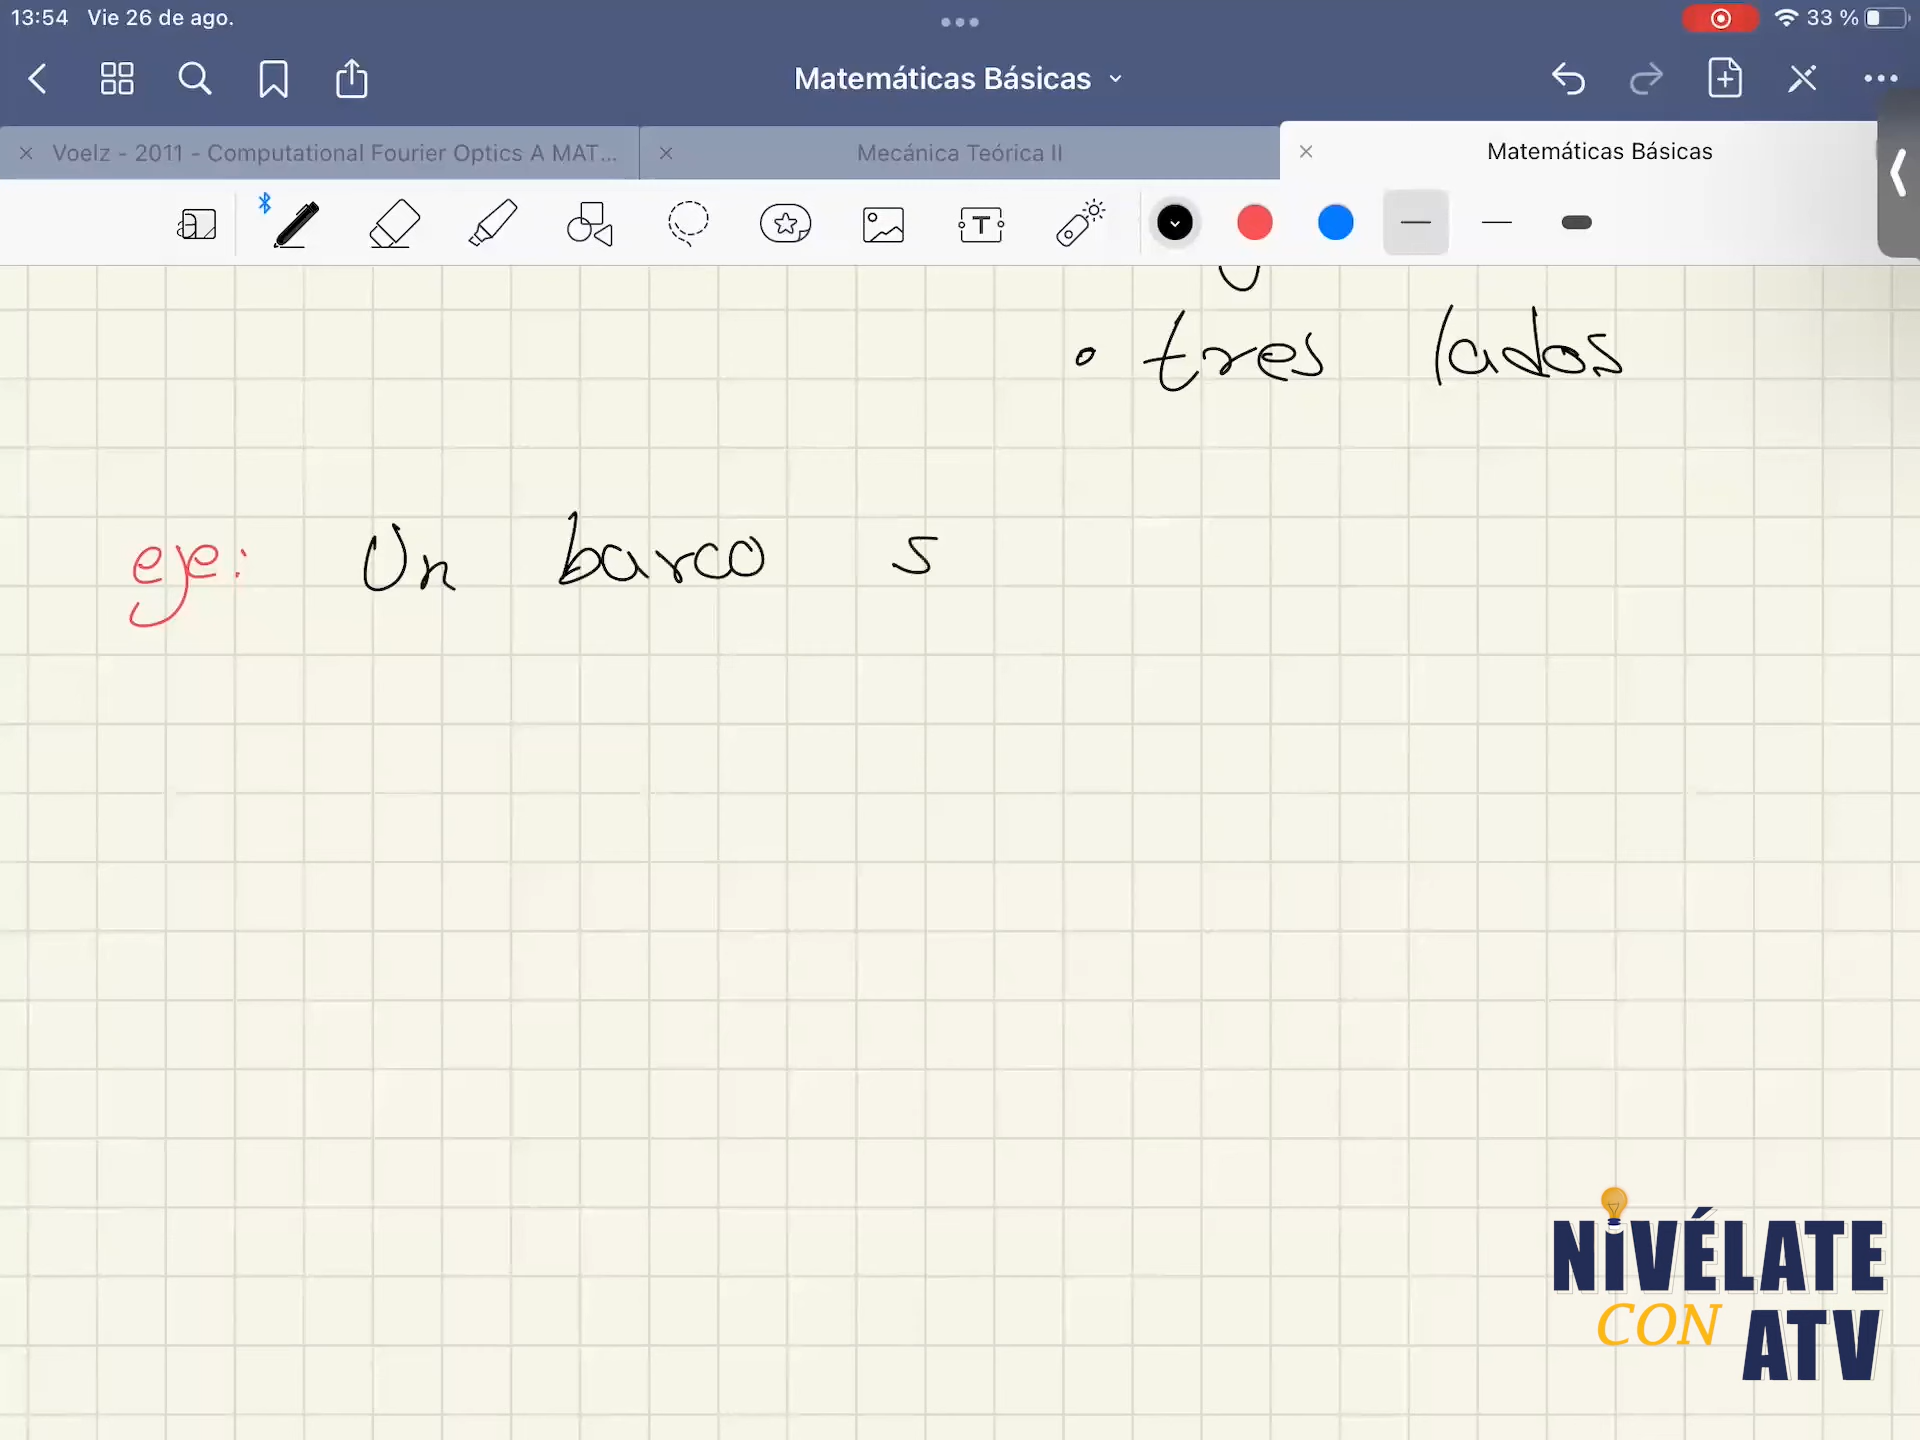 13:54 Vie 26 de ago. 33 %
Matemáticas Básicas
Voelz - 2011 - Computational Fourier Optics A MAT... Mecánica Teórica II Matemáticas Básicas
T
• tres lados
eje: Un barco s
NIVÉLATE
CON
ATV